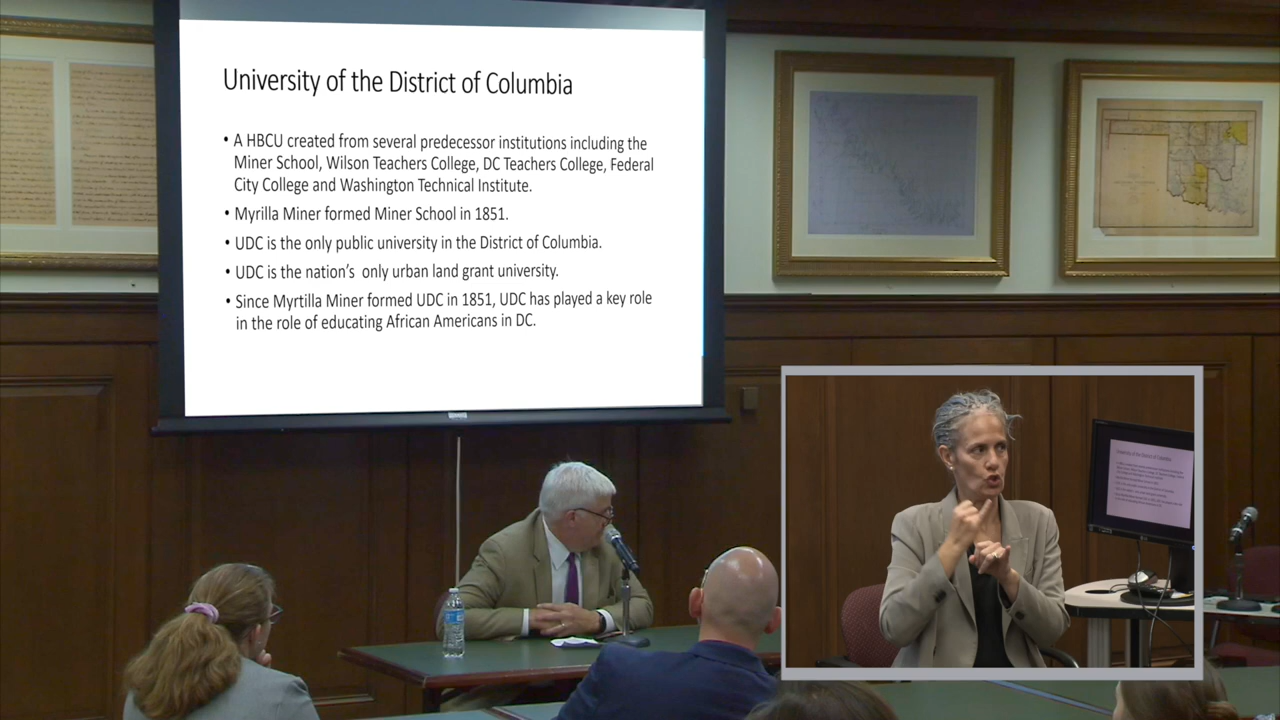 University of the District of Columbia
• A HBCU created from several predecessor institutions including the
Miner School, Wilson Teachers College, DC Teachers College, Federal
City College and Washington Technical Institute.
• Myrilla Miner formed Miner School in 1851.
• UDC is the only public university in the District of Columbia.
• UDC is the nation's only urban land grant university.
• Since Myrtilla Miner formed UDC in 1851, UDC has played a key role
in the role of educating African Americans in DC.